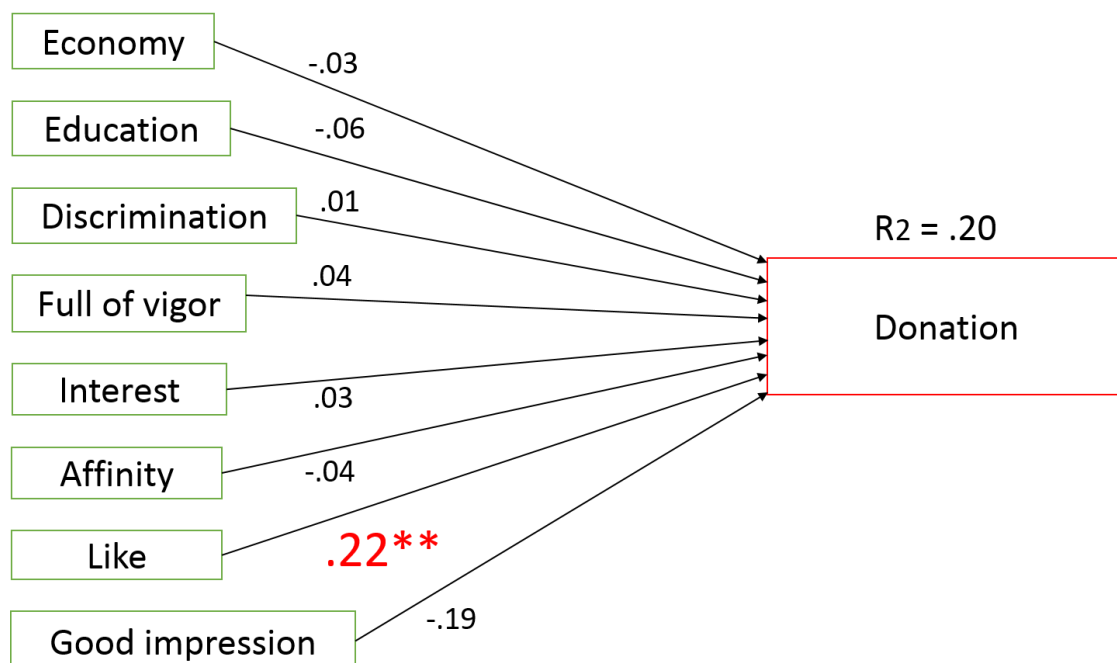 Economy
-.03
Education
-.06
Discrimination
.01
R2 = .20
Full of vigor
.04
Donation
Interest
.03
Affinity
-.04
Like
.22**
Good impression
-.19